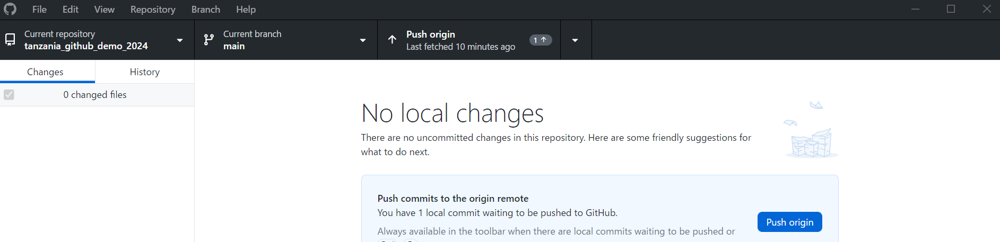 File Edit View Repository Branch Help
Current repository
tanzania_github_demo_2024
Current branch
main
Push origin
Last fetched 10 minutes ago
1
Changes History
0 changed files
No local changes
There are no uncommitted changes in this repository. Here are some friendly suggestions for
what to do next.
Push commits to the origin remote
You have 1 local commit waiting to be pushed to GitHub.
Push origin
Always available in the toolbar when there are local commits waiting to be pushed or